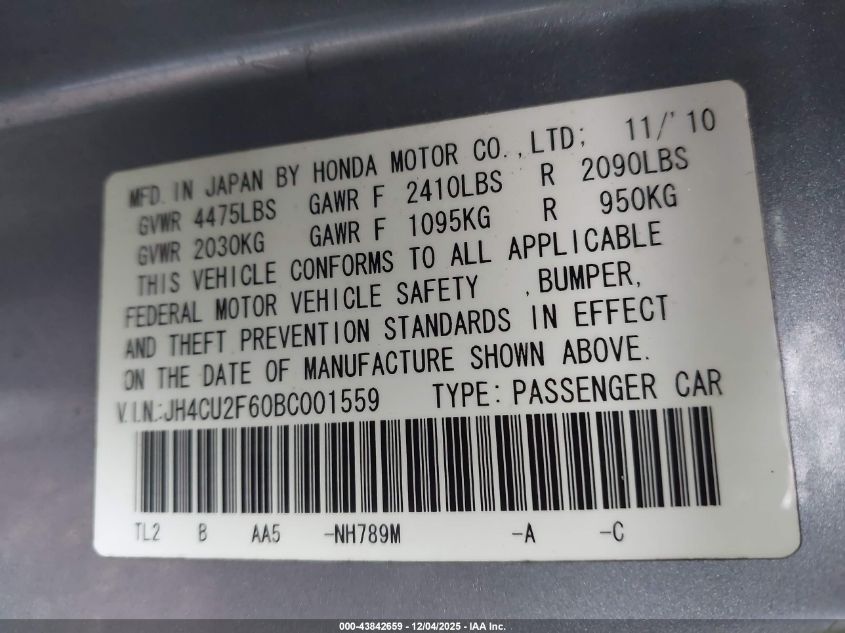 MFD. IN JAPAN BY HONDA MOTOR CO.,LTD; 11/'10
GVWR 4475LBS GAWR F 2410LBS R 2090LBS
GVWR 2030KG GAWR F 1095KG R 950KG
THIS VEHICLE CONFORMS TO ALL APPLICABLE
FEDERAL MOTOR VEHICLE SAFETY ,BUMPER,
AND THEFT PREVENTION STANDARDS IN EFFECT
ON THE DATE OF MANUFACTURE SHOWN ABOVE.
V.I.N.:JH4CU2F60BC001559 TYPE: PASSENGER CAR
TL2 B AA5 -NH789M -A -C
000-43842659 - 12/04/2025 - IAA Inc.